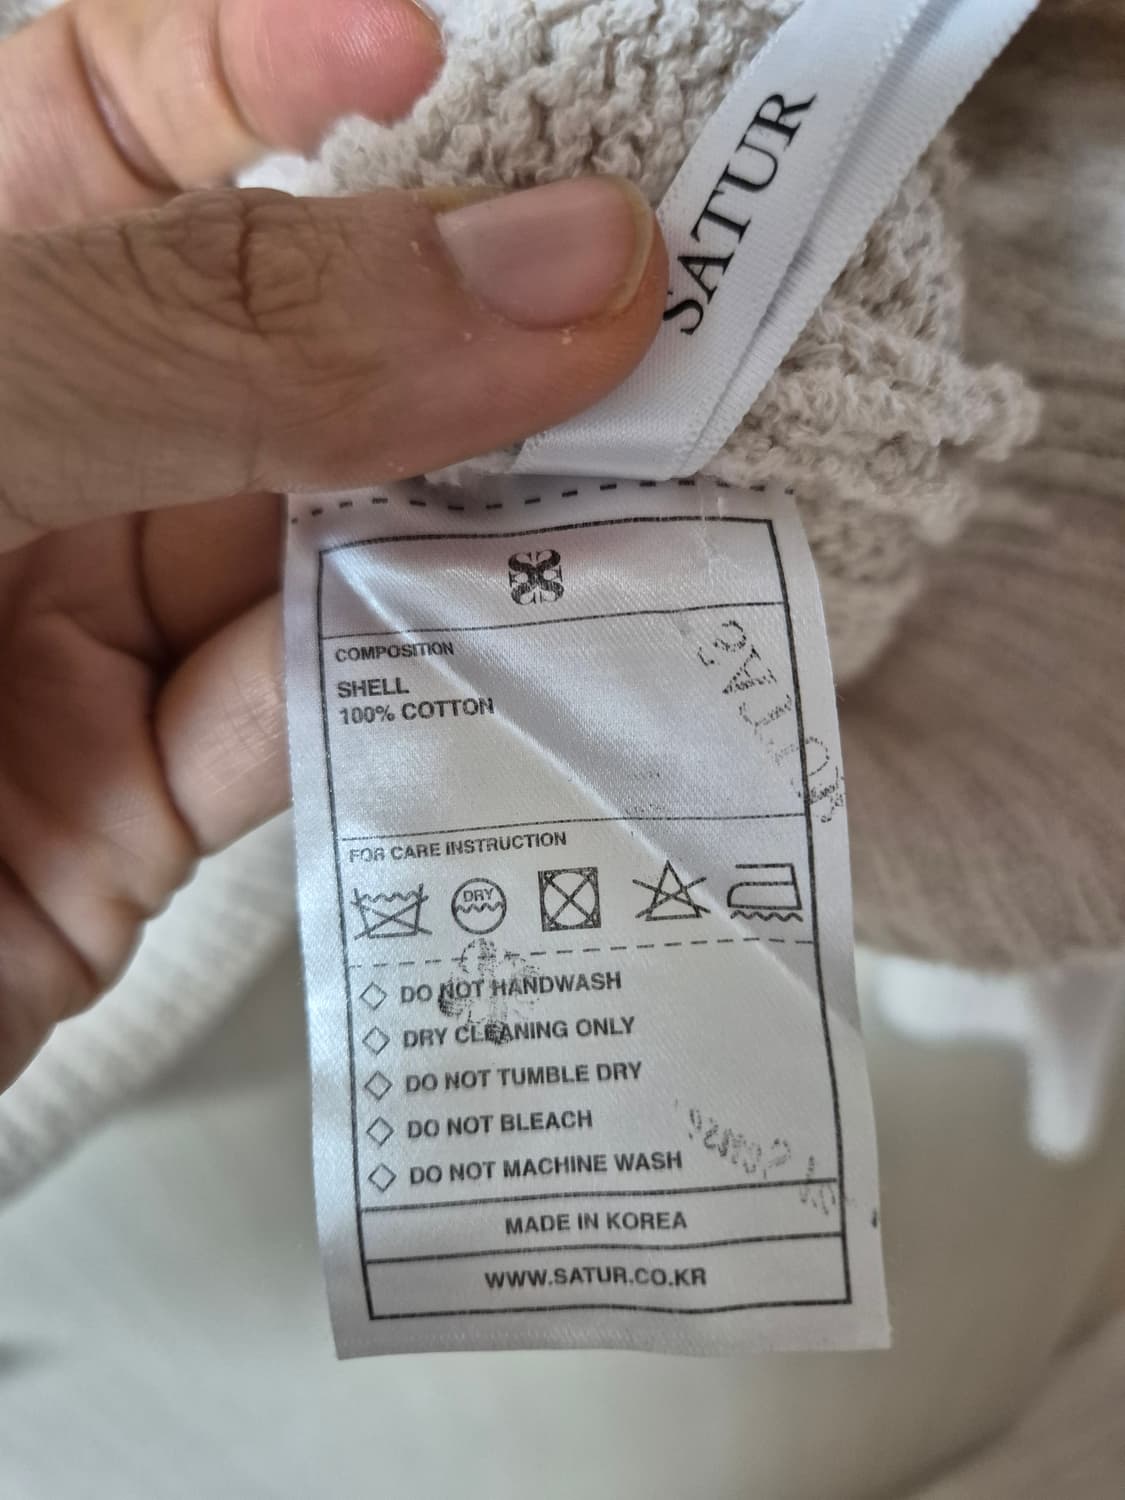 SATUR
COMPOSITION
SHELL
100% COTTON
FOR CARE INSTRUCTION
DRY
DO NOT HANDWASH
DRY CLEANING ONLY
DO NOT TUMBLE DRY
DO NOT BLEACH
DO NOT MACHINE WASH
MADE IN KOREA
WWW.SATUR.CO.KR